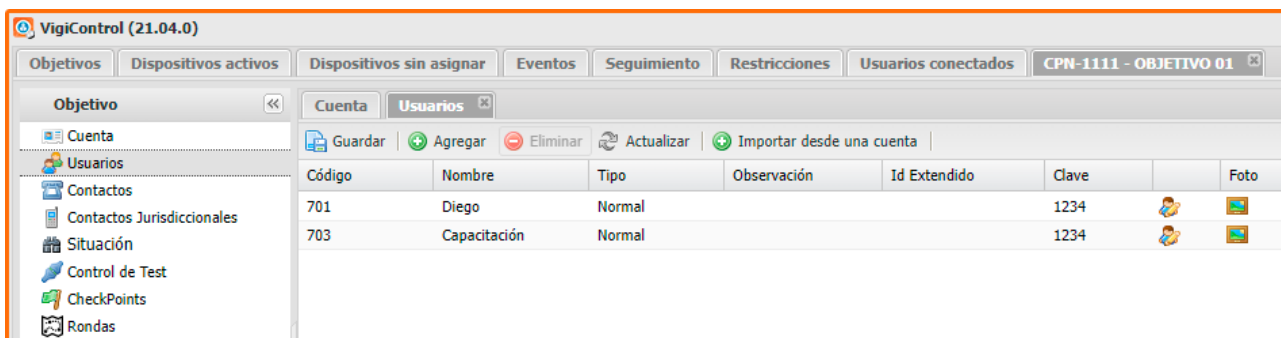 VigiControl (21.04.0)
Objetivos Dispositivos activos Dispositivos sin asignar Eventos Seguimiento Restricciones Usuarios conectados CPN-1111 - OBJETIVO 01
Objetivo
Cuenta
Usuarios
Contactos
Contactos Jurisdiccionales
Situación
Control de Test
CheckPoints
Rondas
Cuenta Usuarios
Guardar Agregar Eliminar Actualizar Importar desde una cuenta
Código Nombre Tipo Observación Id Extendido Clave Foto
701 Diego Normal 1234
703 Capacitación Normal 1234